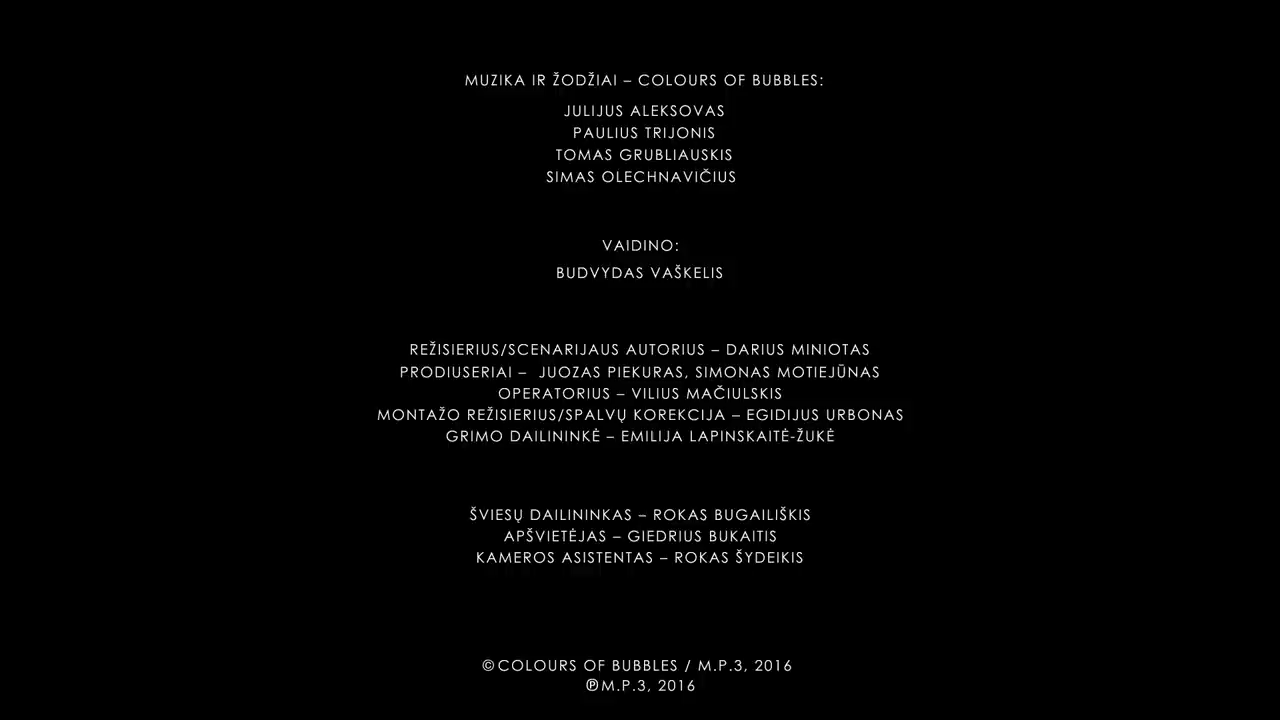 MUZIKA IR ŽODŽIAI – COLOURS OF BUBBLES:
JULIJUS ALEKSOVAS
PAULIUS TRIJONIS
TOMAS GRUBLIAUSKIS
SIMAS OLECHNAVIČIUS
VAIDINO:
BUDVYDAS VAŠKELIS
REŽISIERIUS/SCENARIJAUS AUTORIUS – DARIUS MINIOTAS
PRODIUSERIAI – JUOZAS PIEKURAS, SIMONAS MOTIEJŪNAS
OPERATORIUS – VILIUS MAČIULSKIS
MONTAŽO REŽISIERIUS/SPALVŲ KOREKCIJA – EGIDIJUS URBONAS
GRIMO DAILININKĖ – EMILIJA LAPINSKAITĖ-ŽUKĖ
ŠVIESŲ DAILININKAS – ROKAS BUGAILIŠKIS
APŠVIETĖJAS – GIEDRIUS BUKAITIS
KAMEROS ASISTENTAS – ROKAS ŠYDEIKIS
© COLOURS OF BUBBLES / M.P.3, 2016
℗ M.P.3, 2016